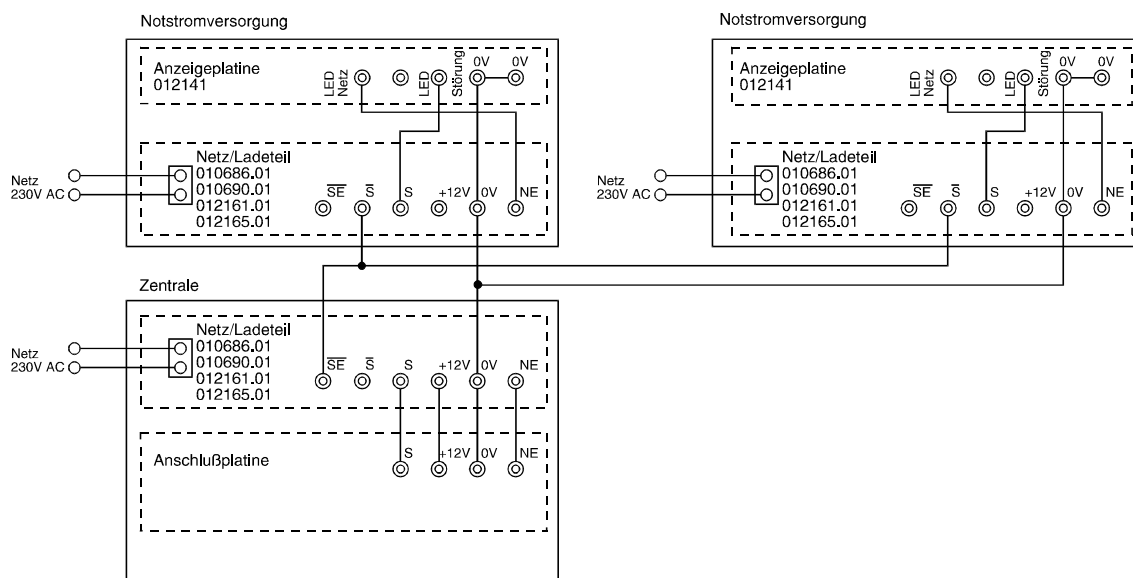 Notstromversorgung
Anzeigeplatine
012141
LED
Netz
LED
Störung
0V
0V
Netz/Ladeteil
010686.01
010690.01
012161.01
012165.01
Netz
230V AC
S̅E̅
S̅
S
+12V
0V
NE
Notstromversorgung
Anzeigeplatine
012141
LED
Netz
LED
Störung
0V
0V
Netz/Ladeteil
010686.01
010690.01
012161.01
012165.01
Netz
230V AC
S̅E̅
S̅
S
+12V
0V
NE
Zentrale
Netz/Ladeteil
010686.01
010690.01
012161.01
012165.01
Netz
230V AC
S̅E̅
S̅
S
+12V
0V
NE
Anschlußplatine
S
+12V
0V
NE